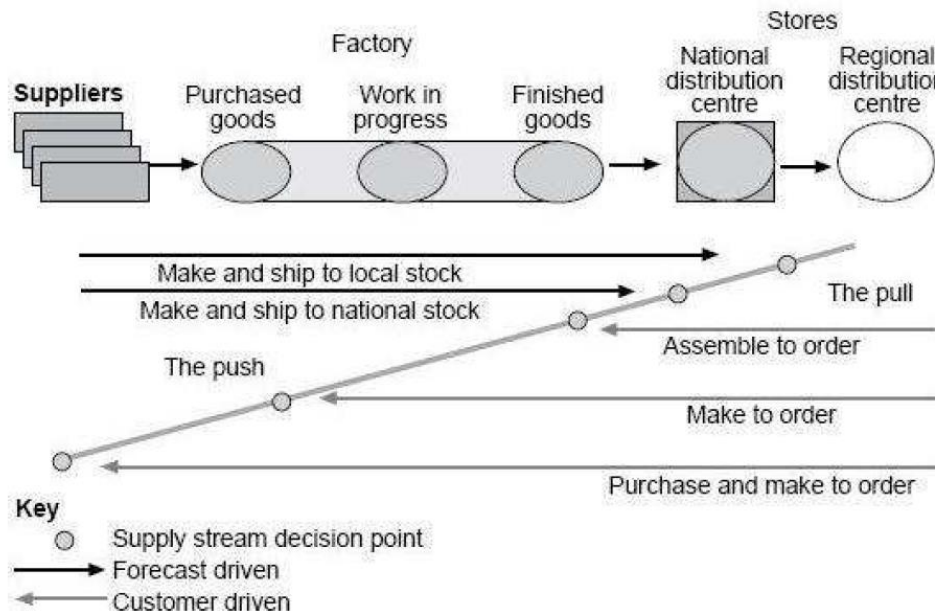 Stores
Factory
National
distribution
centre
Regional
distribution
centre
Suppliers
Purchased
goods
Work in
progress
Finished
goods
Make and ship to local stock
Make and ship to national stock
The pull
Assemble to order
The push
Make to order
Purchase and make to order
Key
Supply stream decision point
Forecast driven
Customer driven